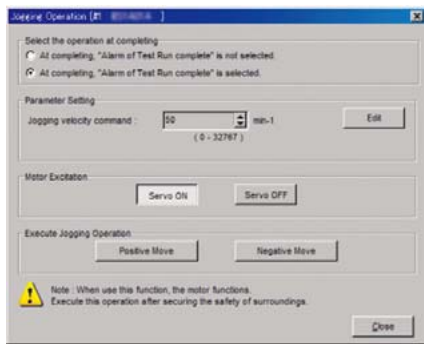 Jogging Operation [#1 ]
Select the operation at completing
At completing, "Alarm of Test Run complete" is not selected.
At completing, "Alarm of Test Run complete" is selected.
Parameter Setting
Jogging velocity command : 50 min-1 Edit
( 0 - 32767 )
Motor Excitation
Servo ON Servo OFF
Execute Jogging Operation
Positive Move Negative Move
Note : When use this function, the motor functions.
Execute this operation after securing the safety of surroundings.
Close